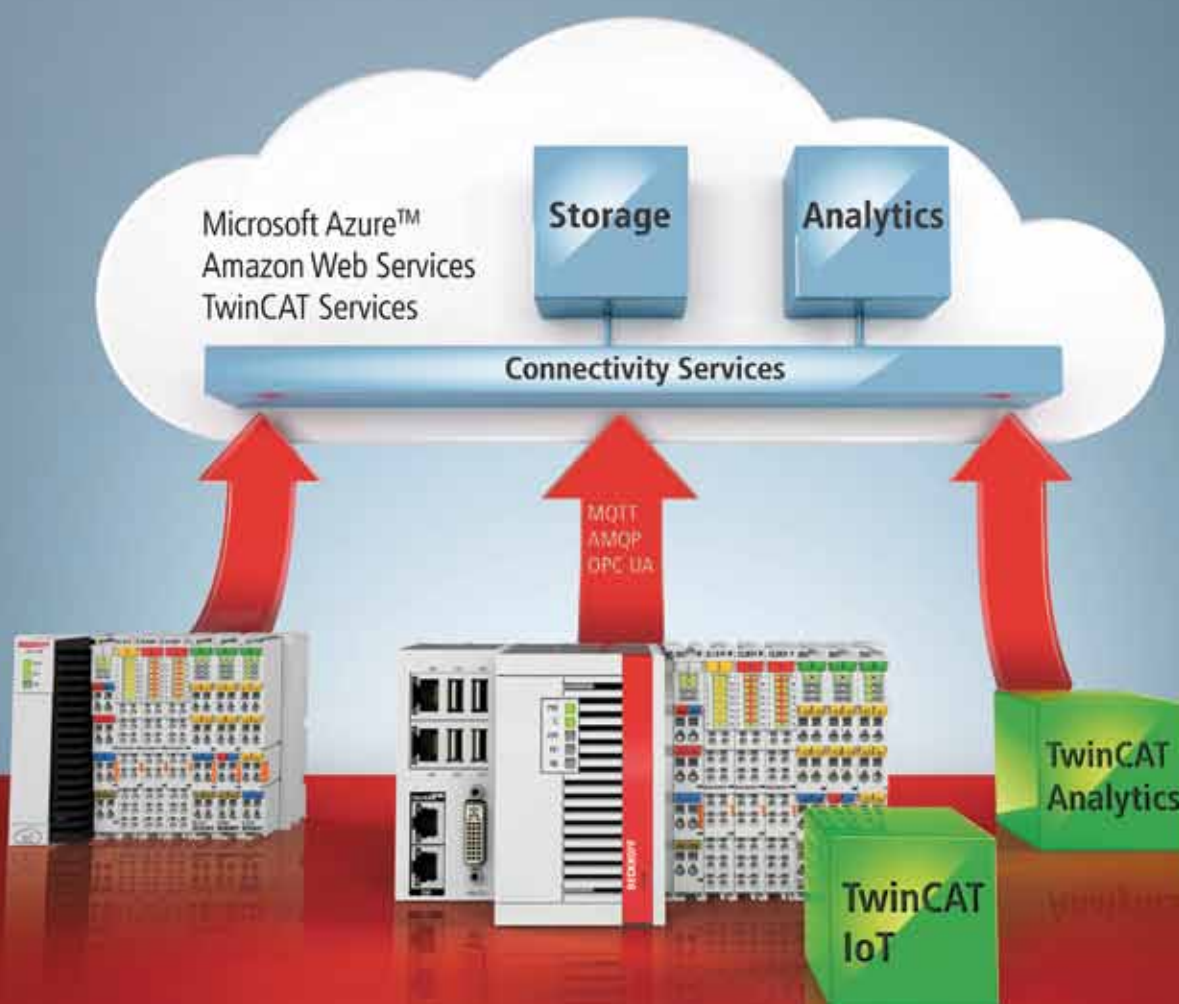 Microsoft Azure™
Amazon Web Services
TwinCAT Services
Storage
Analytics
Connectivity Services
MQTT
AMQP
OPC UA
BECKHOFF
TwinCAT
Analytics
TwinCAT
IoT